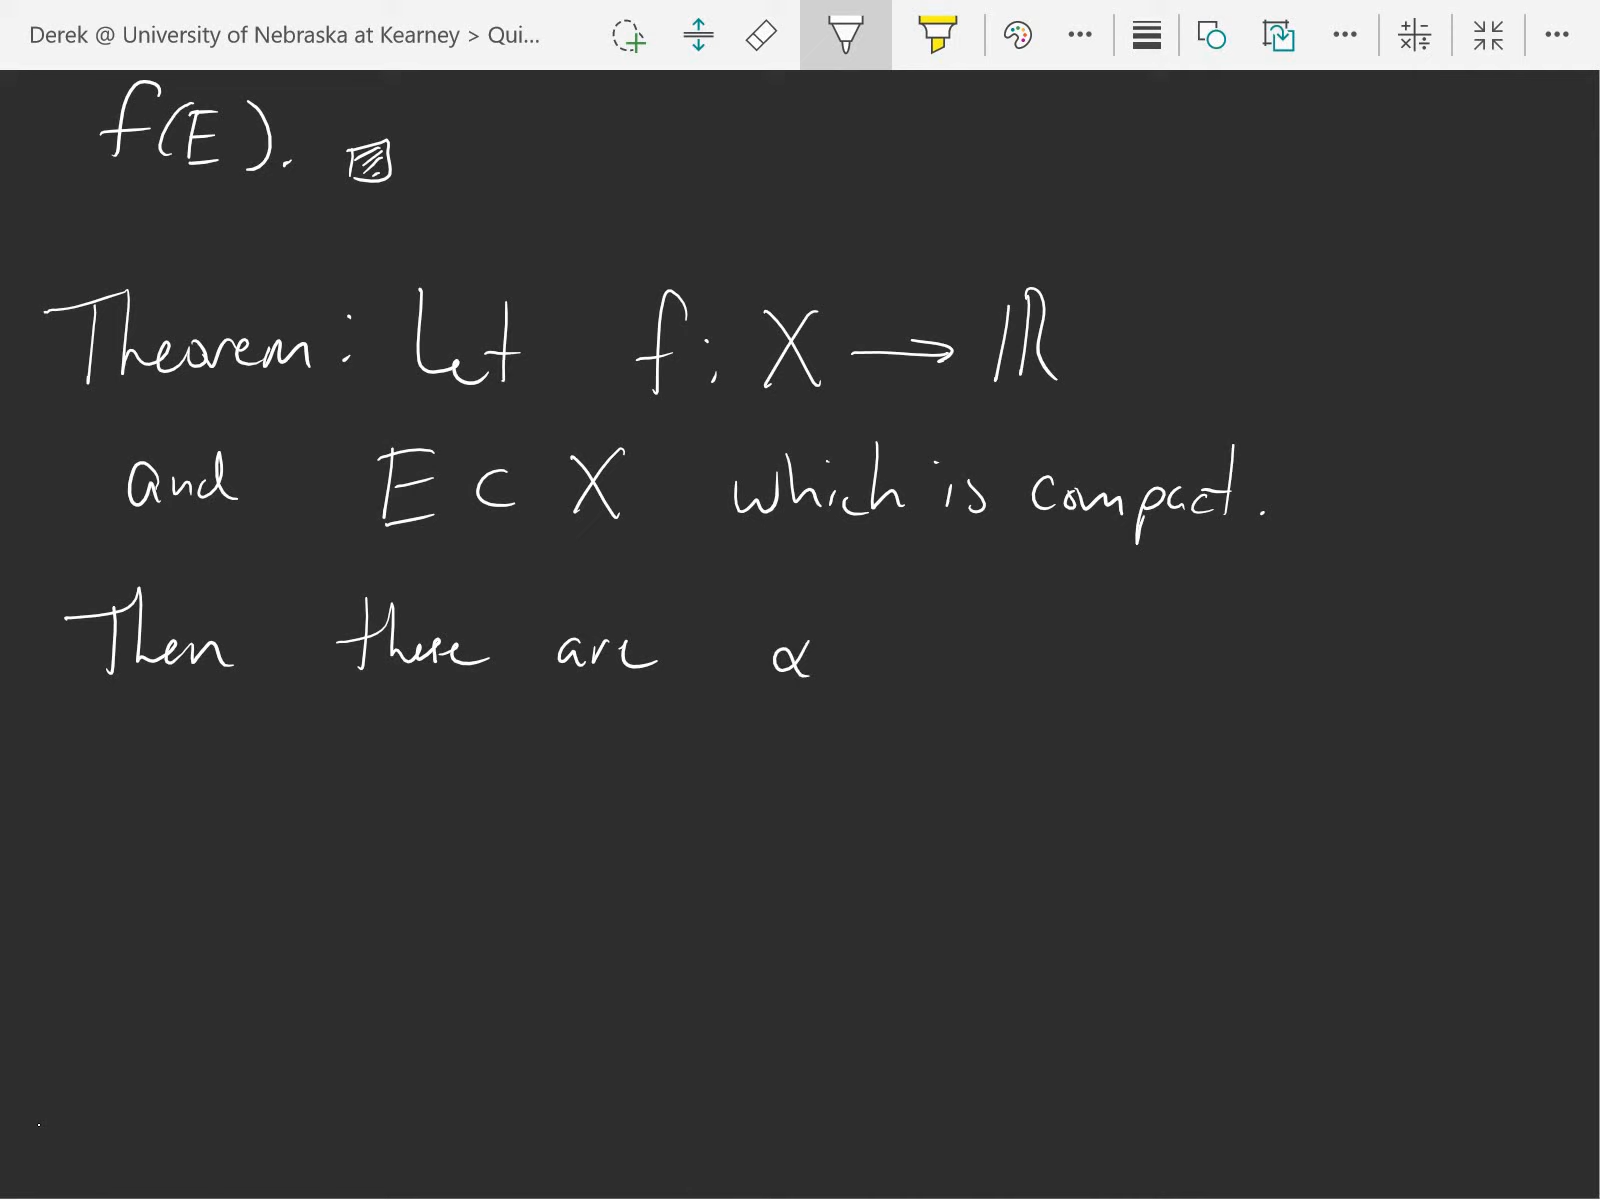 Derek @ University of Nebraska at Kearney > Qui...
f(E).
Theorem: Let f: X → ℝ
and E ⊂ X which is compact.
Then there are α